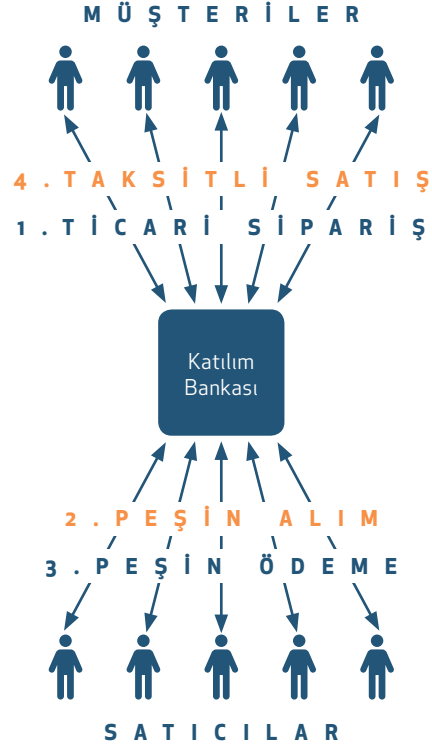 MÜŞTERİLER
4.TAKSİTLİ SATIŞ
1.TİCARİ SİPARİŞ
Katılım
Bankası
2.PEŞİN ALIM
3.PEŞİN ÖDEME
SATICILAR